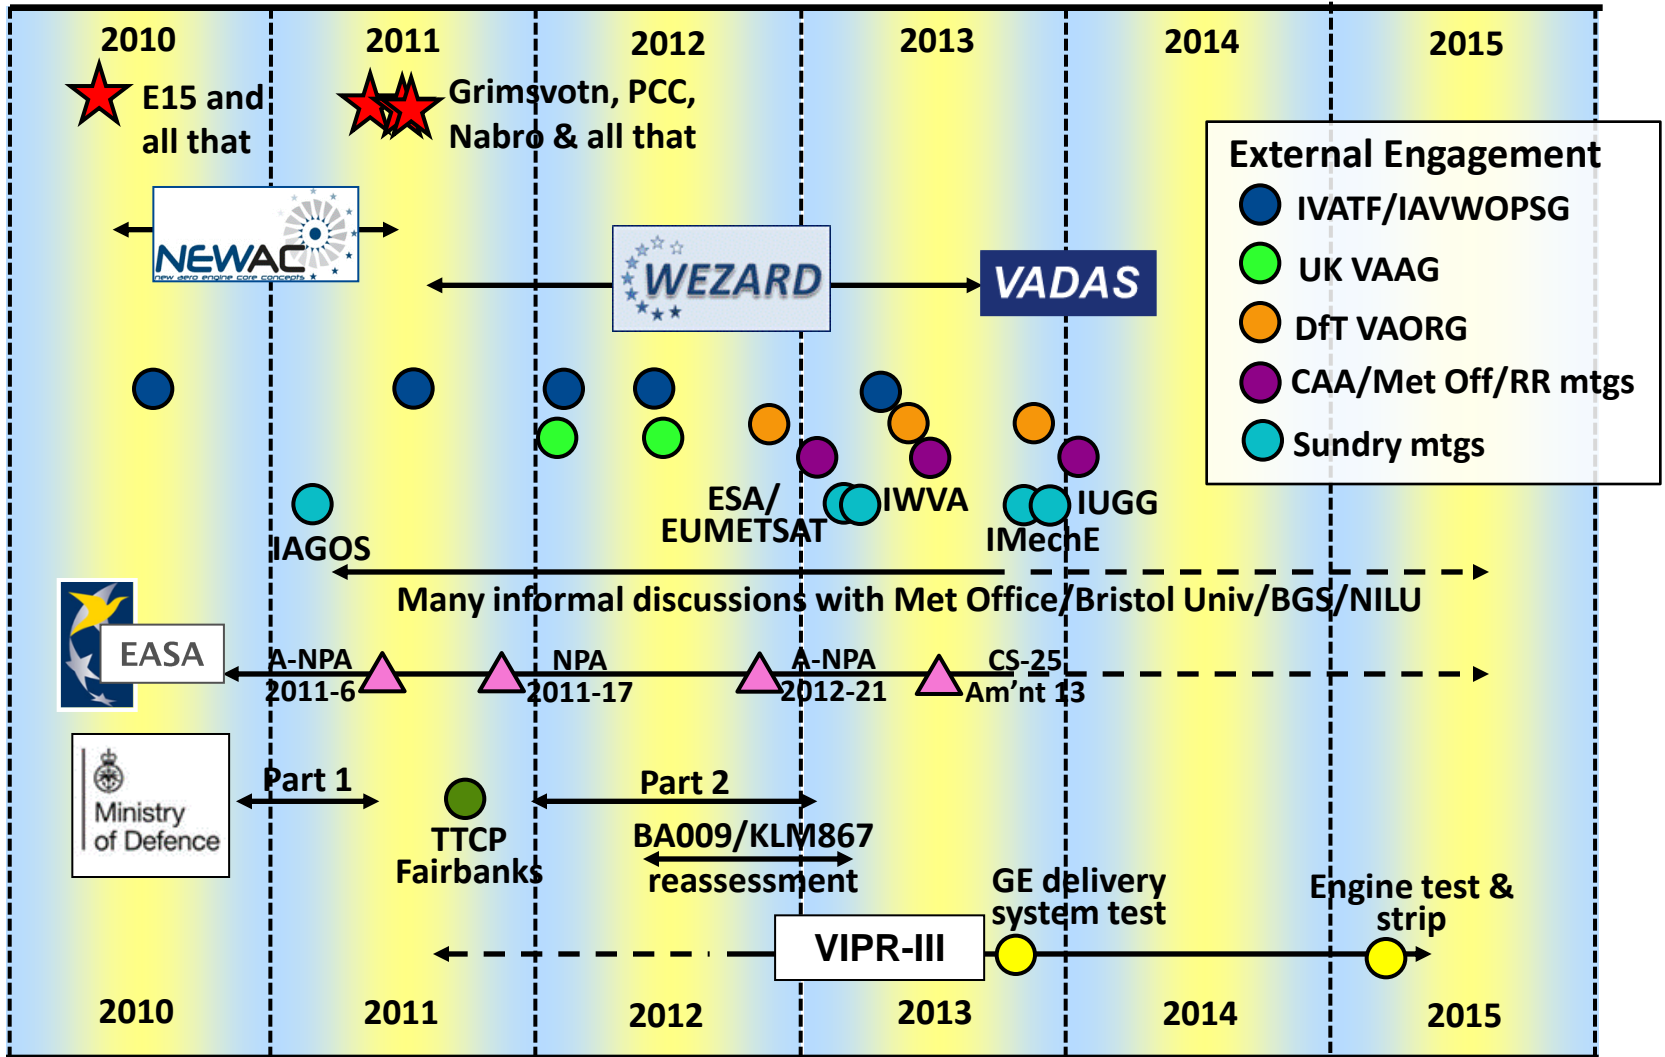 2010 2011 2012 2013 2014 2015
E15 and
all that
Grimsvotn, PCC,
Nabro & all that
External Engagement
IVATF/IAVWOPSG
UK VAAG
DfT VAORG
CAA/Met Off/RR mtgs
Sundry mtgs
NEWAC
new aero engine core concepts
WEZARD
VADAS
IAGOS
ESA/
EUMETSAT
IWVA
IMechE
IUGG
Many informal discussions with Met Office/Bristol Univ/BGS/NILU
EASA
A-NPA
2011-6
NPA
2011-17
A-NPA
2012-21
CS-25
Am'nt 13
Ministry
of Defence
Part 1
TTCP
Fairbanks
Part 2
BA009/KLM867
reassessment
GE delivery
system test
Engine test &
strip
VIPR-III
2010 2011 2012 2013 2014 2015